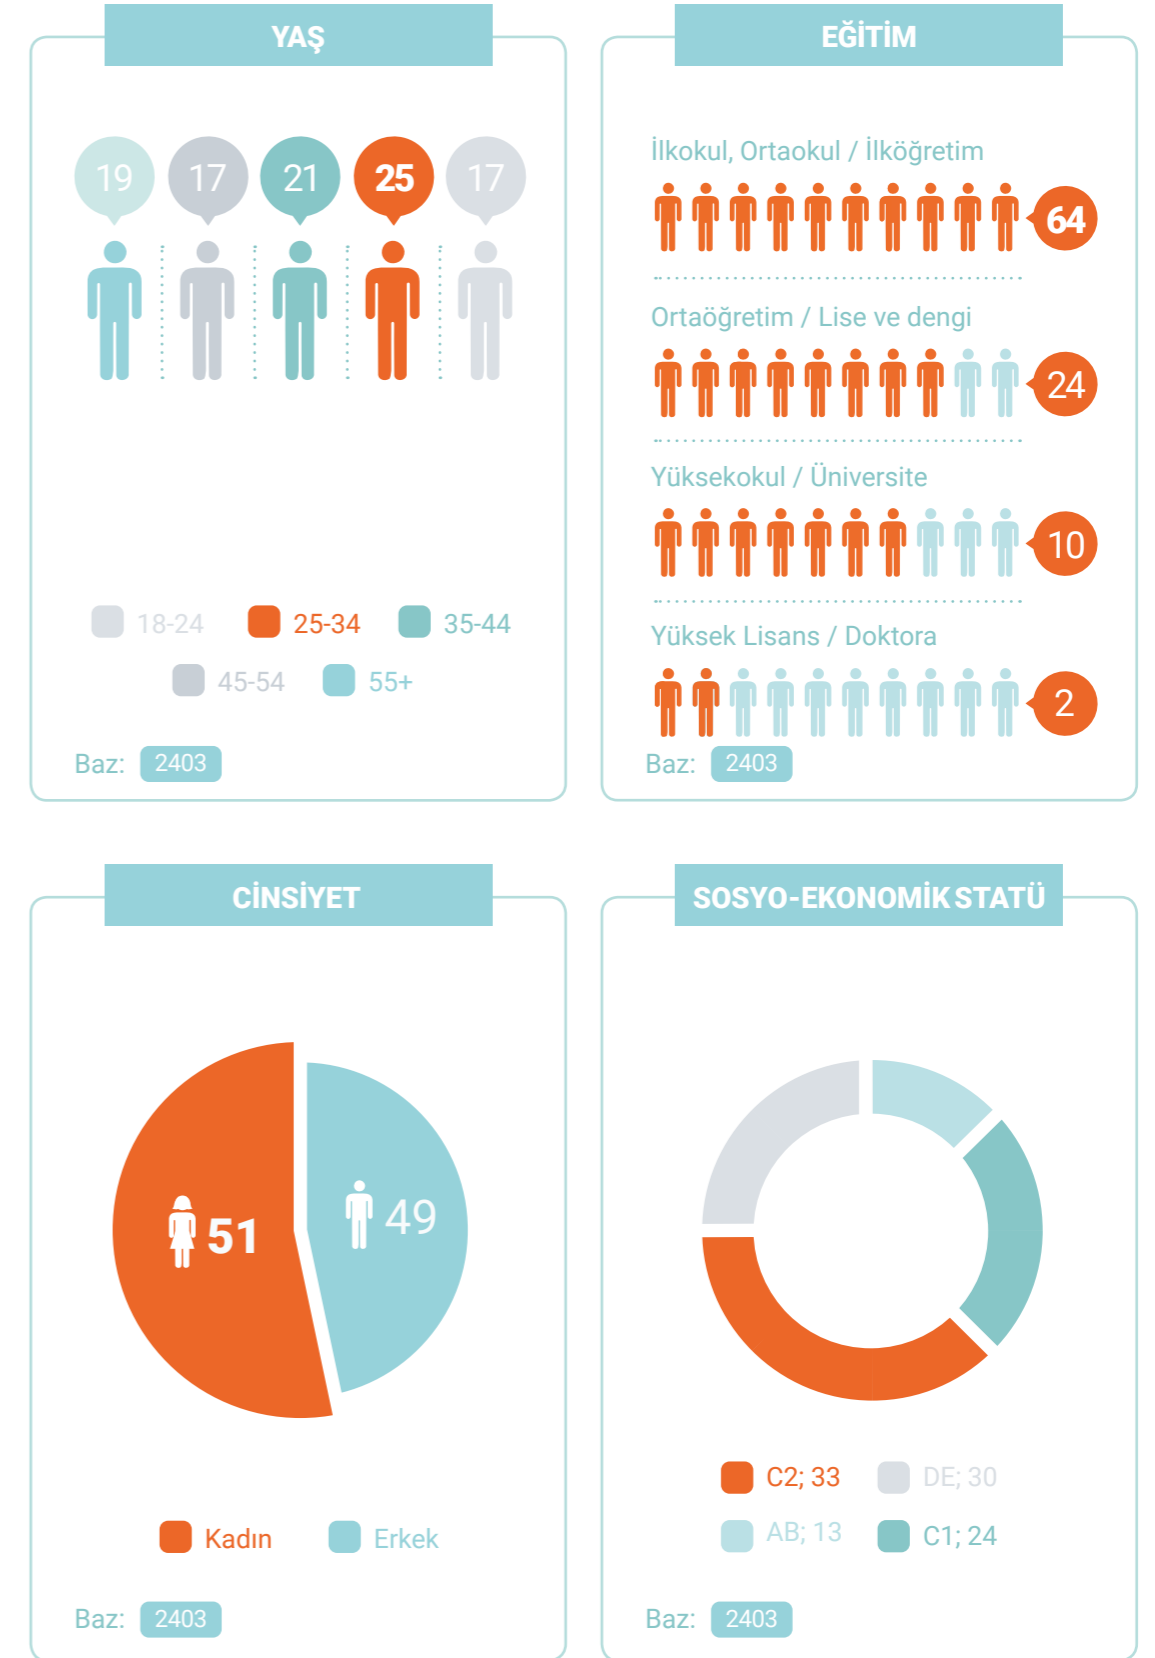 YAŞ
19 17 21 25 17
18-24 25-34 35-44
45-54 55+
Baz: 2403
EĞİTİM
İlkokul, Ortaokul / İlköğretim
64
Ortaöğretim / Lise ve dengi
24
Yüksekokul / Üniversite
10
Yüksek Lisans / Doktora
2
Baz: 2403
CİNSİYET
51 49
Kadın Erkek
Baz: 2403
SOSYO-EKONOMİK STATÜ
C2; 33 DE; 30
AB; 13 C1; 24
Baz: 2403